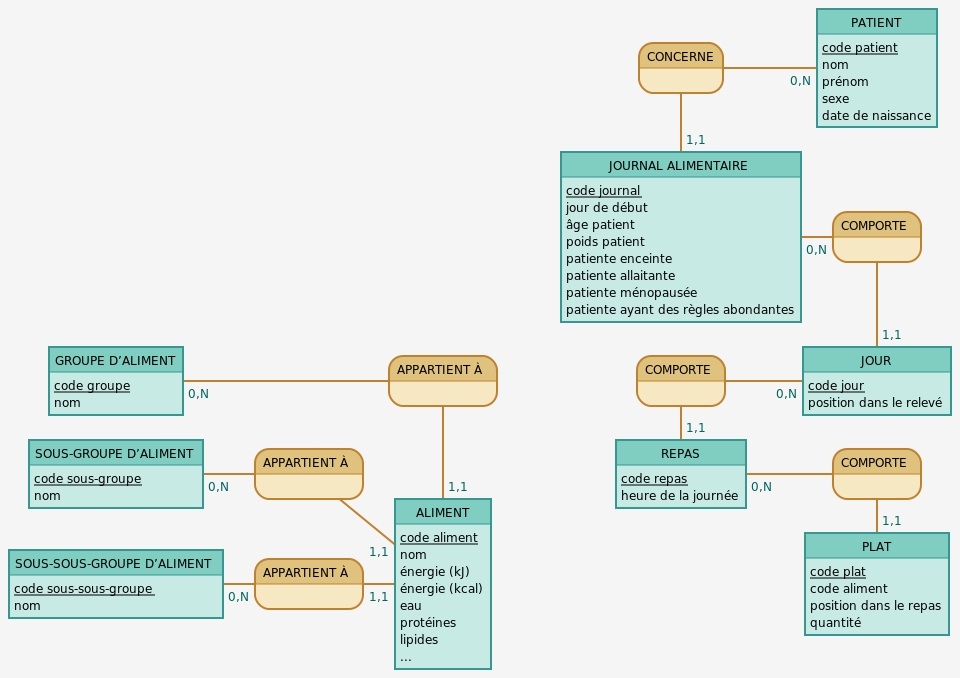 PATIENT
code patient
nom
prénom
sexe
date de naissance
CONCERNE
0,N
1,1
JOURNAL ALIMENTAIRE
code journal
jour de début
âge patient
poids patient
patiente enceinte
patiente allaitante
patiente ménopausée
patiente ayant des règles abondantes
COMPORTE
0,N
1,1
JOUR
code jour
position dans le relevé
COMPORTE
0,N
1,1
REPAS
code repas
heure de la journée
COMPORTE
0,N
1,1
PLAT
code plat
code aliment
position dans le repas
quantité
GROUPE D’ALIMENT
code groupe
nom
APPARTIENT À
0,N
1,1
SOUS-GROUPE D’ALIMENT
code sous-groupe
nom
APPARTIENT À
0,N
1,1
SOUS-SOUS-GROUPE D’ALIMENT
code sous-sous-groupe
nom
APPARTIENT À
0,N
1,1
ALIMENT
code aliment
nom
énergie (kJ)
énergie (kcal)
eau
protéines
lipides
...